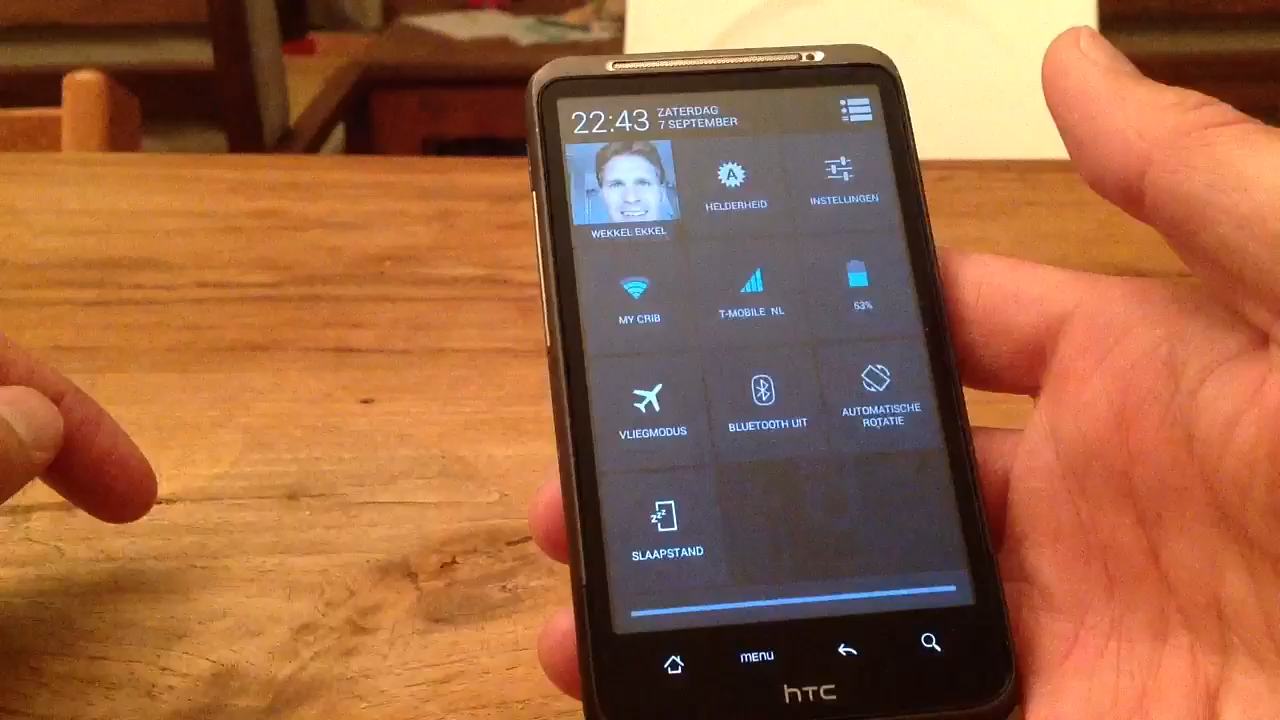 22:43 ZATERDAG
7 SEPTEMBER
WEKKEL EKKEL
A
HELDERHEID
INSTELLINGEN
MY CRIB
T-MOBILE NL
63%
VLIEGMODUS
BLUETOOTH UIT
AUTOMATISCHE
ROTATIE
zzz
SLAAPSTAND
menu
hTC